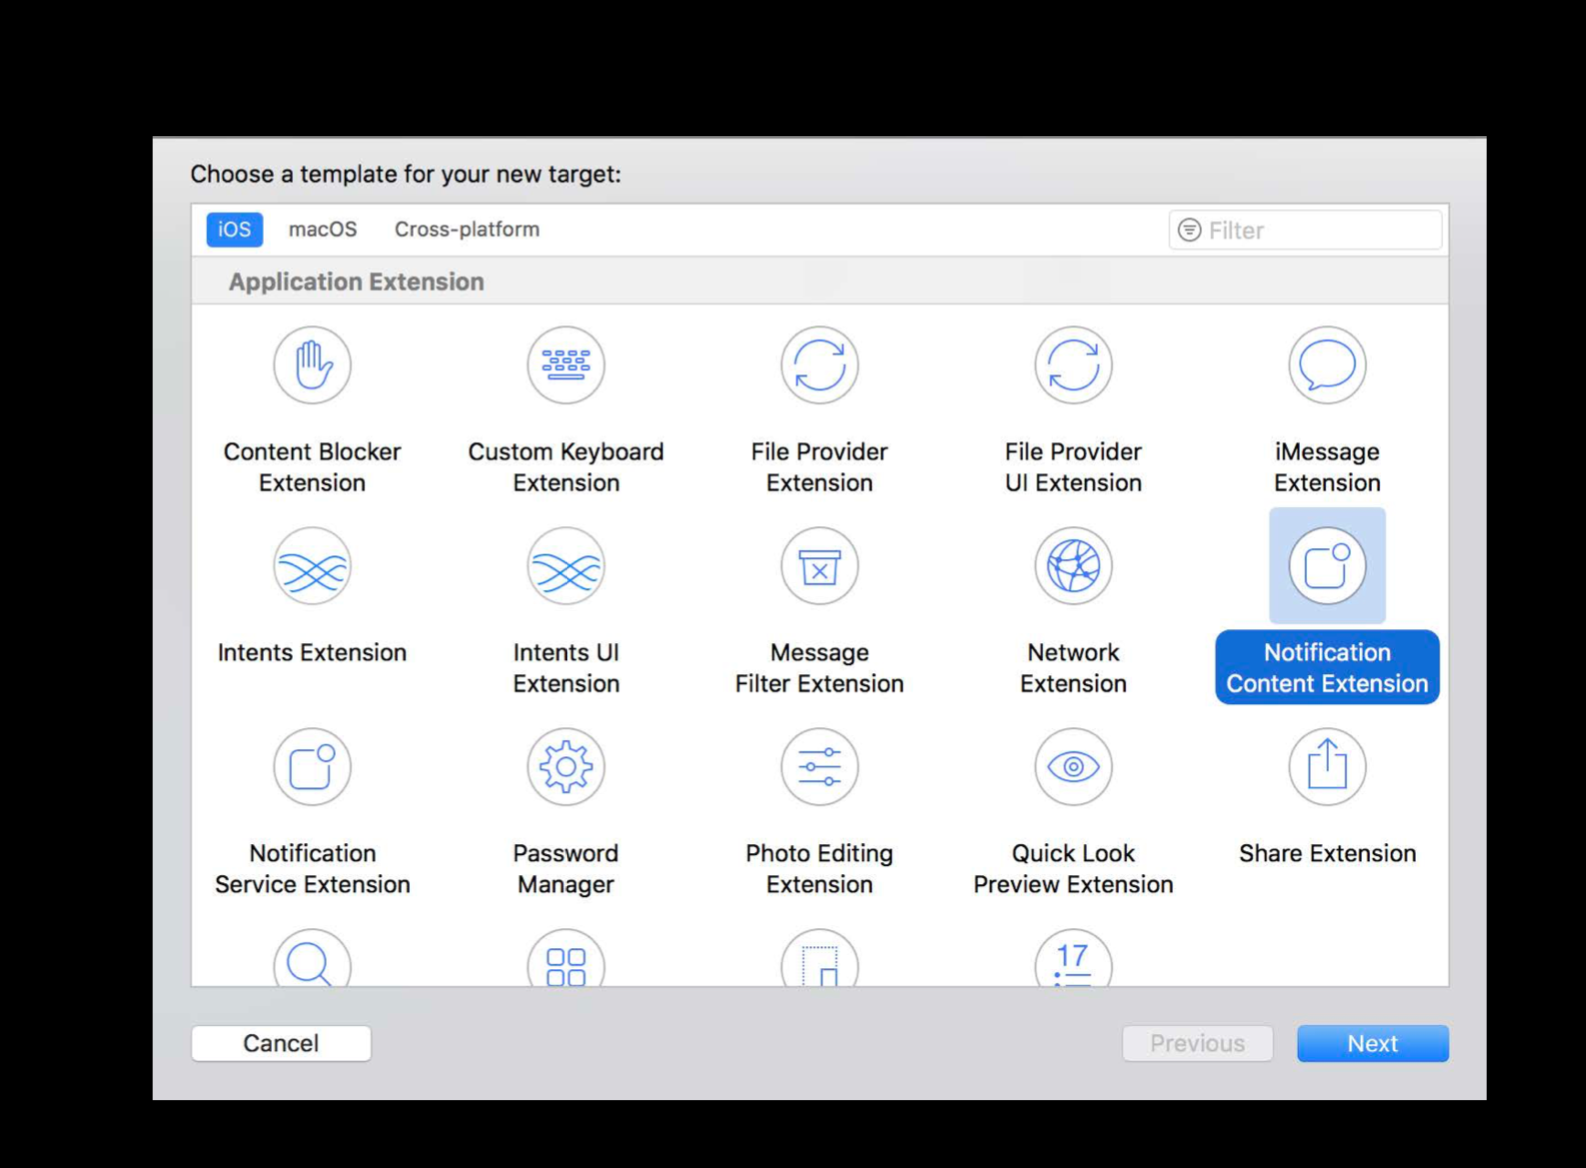 Choose a template for your new target:
iOS macOS Cross-platform Filter
Application Extension
Content Blocker Extension
Custom Keyboard Extension
File Provider Extension
File Provider UI Extension
iMessage Extension
Intents Extension
Intents UI Extension
Message Filter Extension
Network Extension
Notification Content Extension
Notification Service Extension
Password Manager
Photo Editing Extension
Quick Look Preview Extension
Share Extension
17
Cancel Previous Next